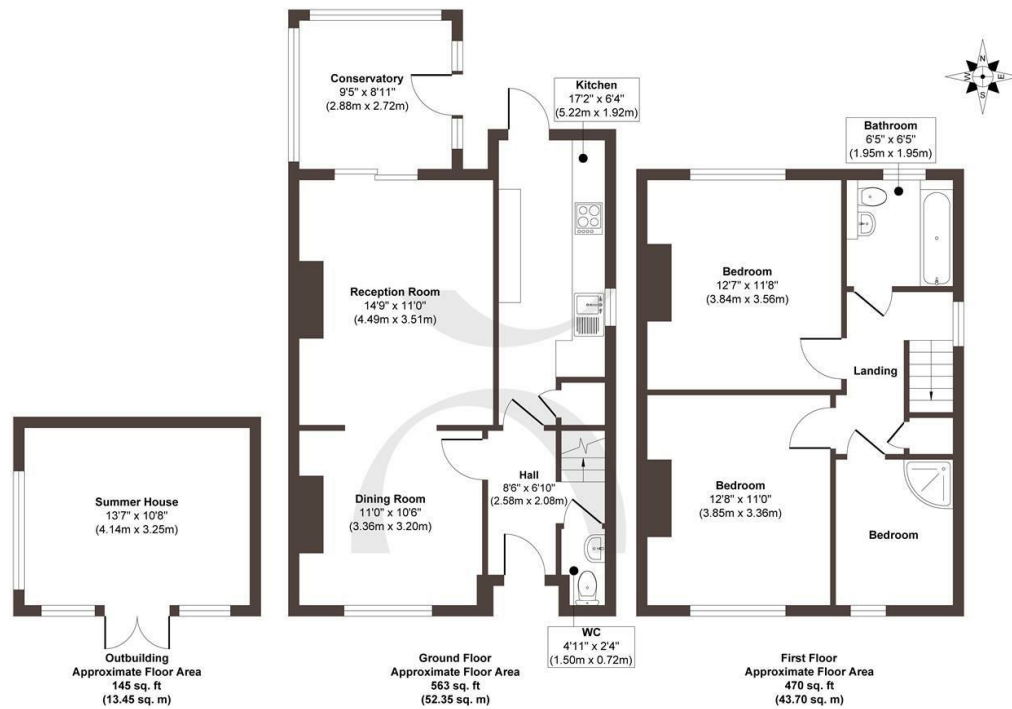 Conservatory
9'5" x 8'11"
(2.88m x 2.72m)
Kitchen
17'2" x 6'4"
(5.22m x 1.92m)
N
W
E
S
Bathroom
6'5" x 6'5"
(1.95m x 1.95m)
Reception Room
14'9" x 11'0"
(4.49m x 3.51m)
Bedroom
12'7" x 11'8"
(3.84m x 3.56m)
Landing
Summer House
13'7" x 10'8"
(4.14m x 3.25m)
Dining Room
11'0" x 10'6"
(3.36m x 3.20m)
Hall
8'6" x 6'10"
(2.58m x 2.08m)
Bedroom
12'8" x 11'0"
(3.85m x 3.36m)
Bedroom
WC
4'11" x 2'4"
(1.50m x 0.72m)
Outbuilding
Approximate Floor Area
145 sq. ft
(13.45 sq. m)
Ground Floor
Approximate Floor Area
563 sq. ft
(52.35 sq. m)
First Floor
Approximate Floor Area
470 sq. ft
(43.70 sq. m)